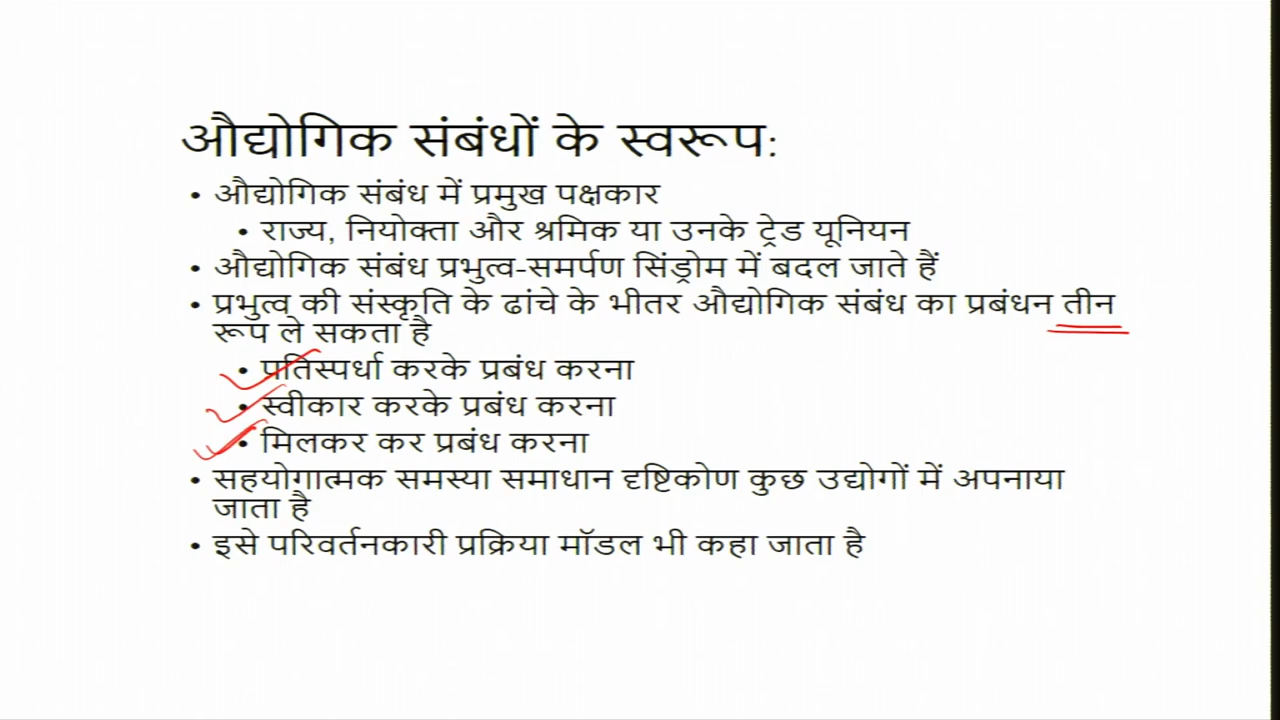 औद्योगिक संबंधों के स्वरूप:
• औद्योगिक संबंध में प्रमुख पक्षकार
• राज्य, नियोक्ता और श्रमिक या उनके ट्रेड यूनियन
• औद्योगिक संबंध प्रभुत्व-समर्पण सिंड्रोम में बदल जाते हैं
• प्रभुत्व की संस्कृति के ढांचे के भीतर औद्योगिक संबंध का प्रबंधन तीन
रूप ले सकता है
• प्रतिस्पर्धा करके प्रबंध करना
• स्वीकार करके प्रबंध करना
• मिलकर कर प्रबंध करना
• सहयोगात्मक समस्या समाधान दृष्टिकोण कुछ उद्योगों में अपनाया
जाता है
• इसे परिवर्तनकारी प्रक्रिया मॉडल भी कहा जाता है